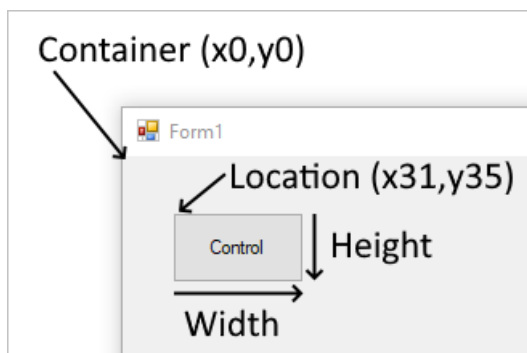 Container (x0,y0)
Form1
Location (x31,y35)
Control
Height
Width